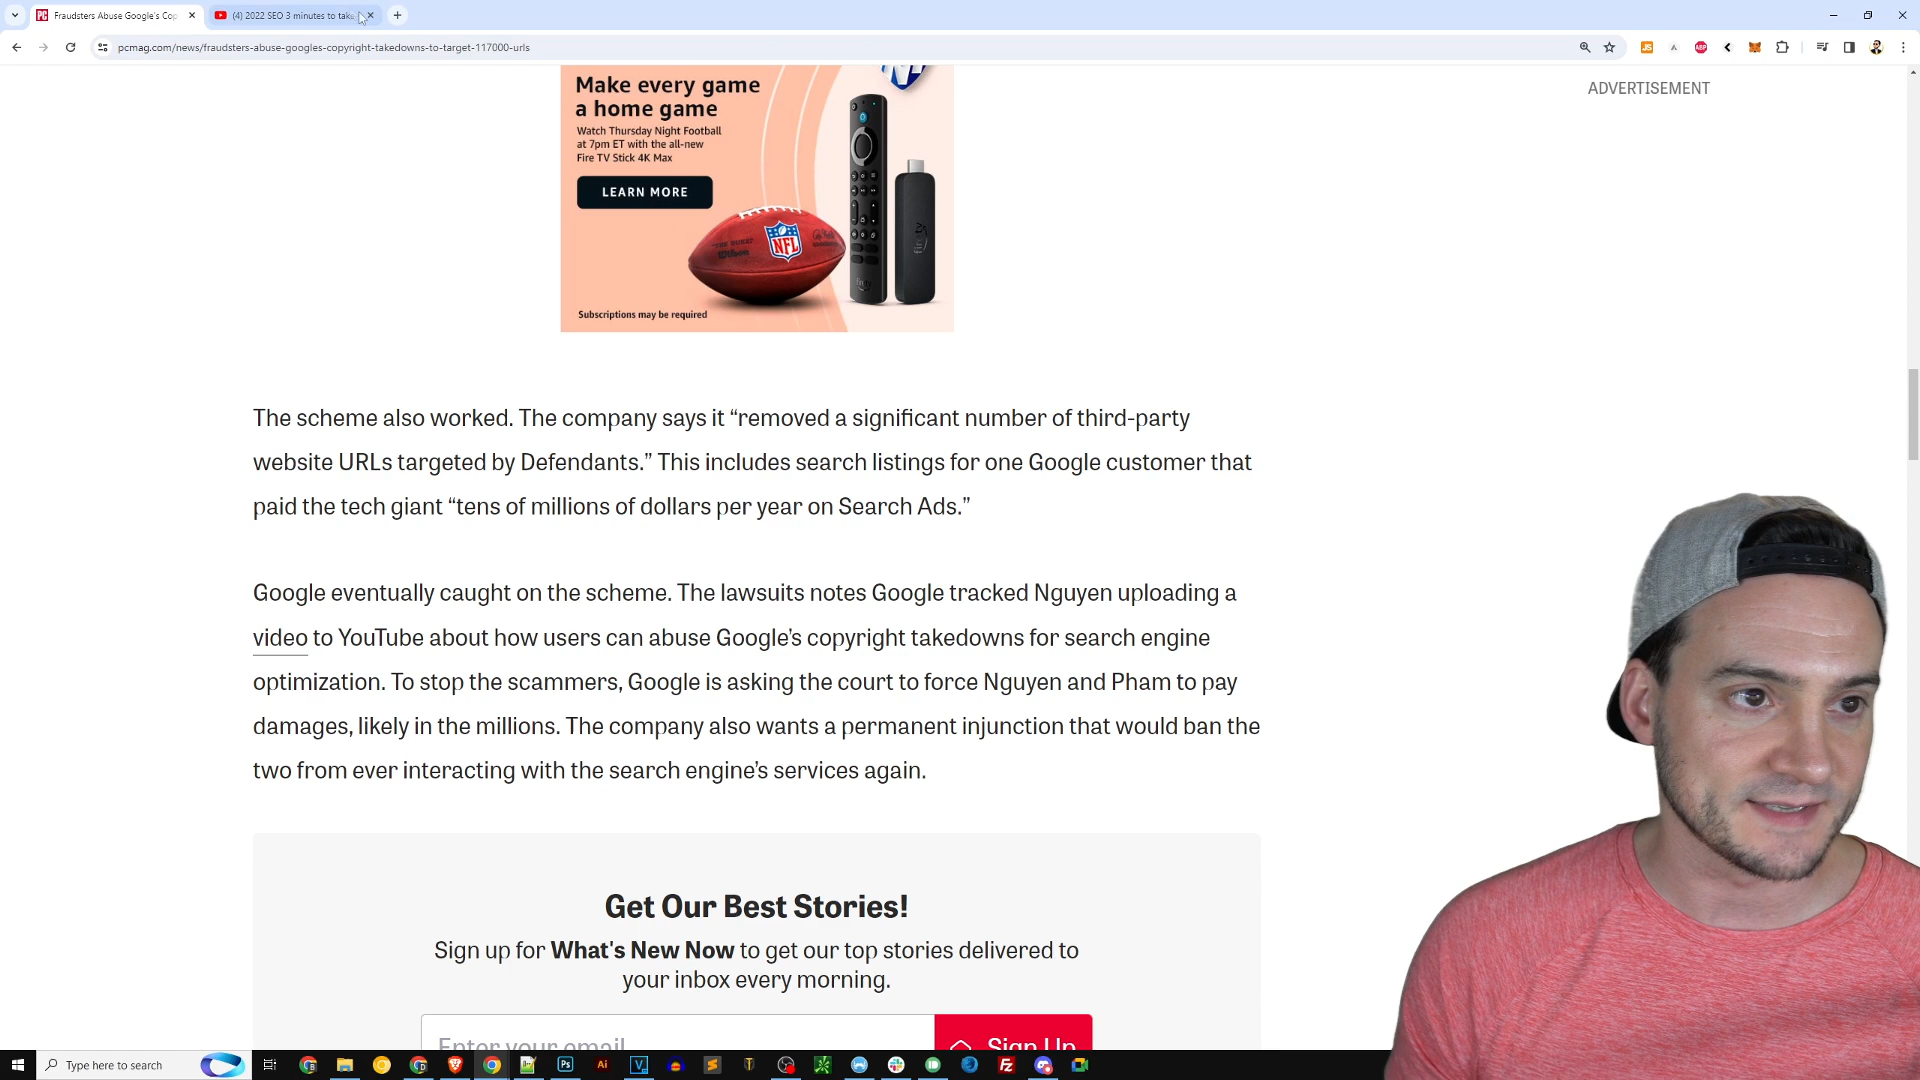 Fraudsters Abuse Google's Cop
(4) 2022 SEO 3 minutes to take
pcmag.com/news/fraudsters-abuse-googles-copyright-takedowns-to-target-117000-urls
Make every game
a home game
Watch Thursday Night Football
at 7pm ET with the all-new
Fire TV Stick 4K Max
LEARN MORE
NFL
fire tv
Subscriptions may be required
ADVERTISEMENT
The scheme also worked. The company says it “removed a significant number of third-party
website URLs targeted by Defendants.” This includes search listings for one Google customer that
paid the tech giant “tens of millions of dollars per year on Search Ads.”
Google eventually caught on the scheme. The lawsuits notes Google tracked Nguyen uploading a
video to YouTube about how users can abuse Google’s copyright takedowns for search engine
optimization. To stop the scammers, Google is asking the court to force Nguyen and Pham to pay
damages, likely in the millions. The company also wants a permanent injunction that would ban the
two from ever interacting with the search engine’s services again.
Get Our Best Stories!
Sign up for What's New Now to get our top stories delivered to
your inbox every morning.
Enter your email
Sign Up
Type here to search